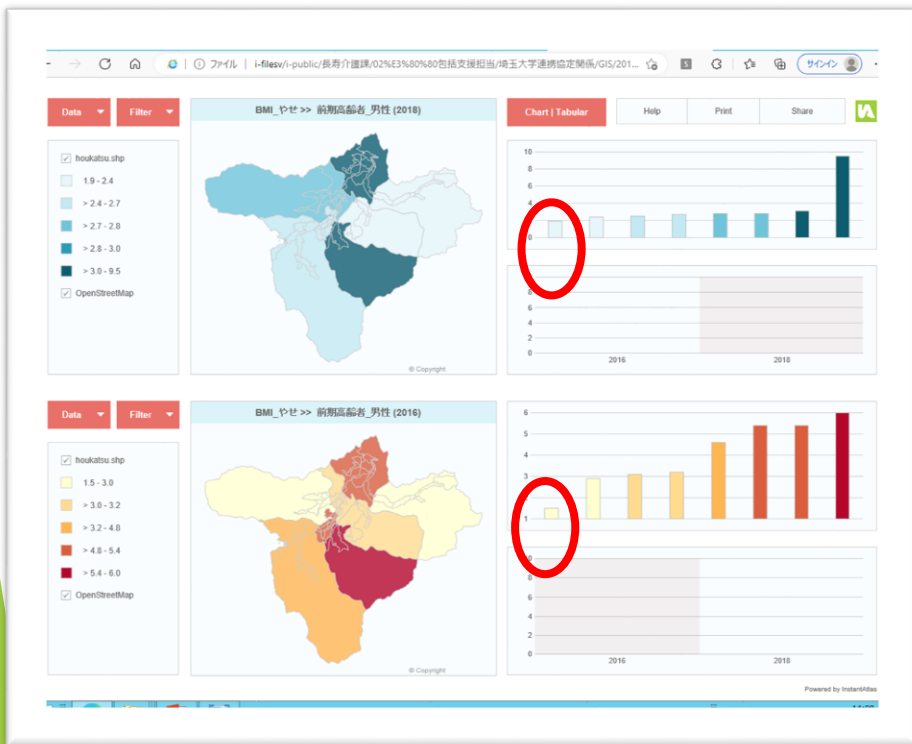 ファイル | i-filesv/i-public/長寿介護課/02%E3%80%80包括支援担当/埼玉大学連携協定関係/GIS/201...
サインイン
Data
Filter
BMI_やせ >> 前期高齢者_男性 (2018)
Chart | Tabular
Help
Print
Share
houkatsu.shp
1.9 - 2.4
> 2.4 - 2.7
> 2.7 - 2.8
> 2.8 - 3.0
> 3.0 - 9.5
OpenStreetMap
© Copyright
10
8
6
4
0
8
6
4
2
0
2016
2018
Data
Filter
BMI_やせ >> 前期高齢者_男性 (2016)
houkatsu.shp
1.5 - 3.0
> 3.0 - 3.2
> 3.2 - 4.8
> 4.8 - 5.4
> 5.4 - 6.0
OpenStreetMap
© Copyright
6
5
4
3
1
8
6
4
2
0
2016
2018
Powered by InstantAtlas